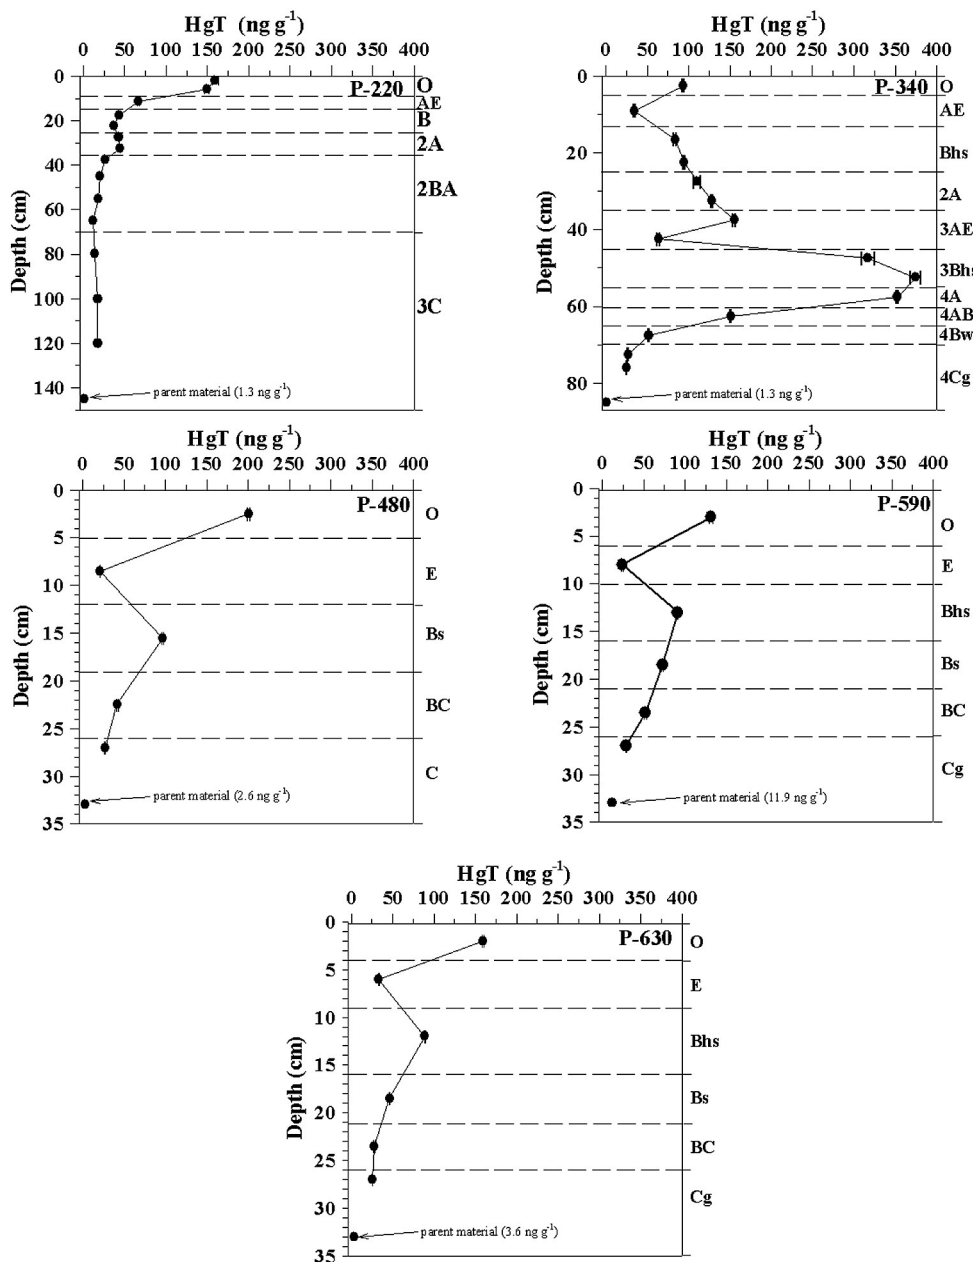 HgT (ng g-1)
0 50 100 150 200 250 300 350 400
0
20
40
60
80
100
120
140
Depth (cm)
P-220
O
AE
B
2A
2BA
3C
parent material (1.3 ng g-1)
HgT (ng g-1)
0 50 100 150 200 250 300 350 400
0
20
40
60
80
Depth (cm)
P-340
O
AE
Bhs
2A
3AE
3Bhs
4A
4AB
4Bw
4Cg
parent material (1.3 ng g-1)
HgT (ng g-1)
0 50 100 150 200 250 300 350 400
0
5
10
15
20
25
30
35
Depth (cm)
P-480
O
E
Bs
BC
C
parent material (2.6 ng g-1)
HgT (ng g-1)
0 50 100 150 200 250 300 350 400
0
5
10
15
20
25
30
35
Depth (cm)
P-590
O
E
Bhs
Bs
BC
Cg
parent material (11.9 ng g-1)
HgT (ng g-1)
0 50 100 150 200 250 300 350 400
0
5
10
15
20
25
30
35
Depth (cm)
P-630
O
E
Bhs
Bs
BC
Cg
parent material (3.6 ng g-1)